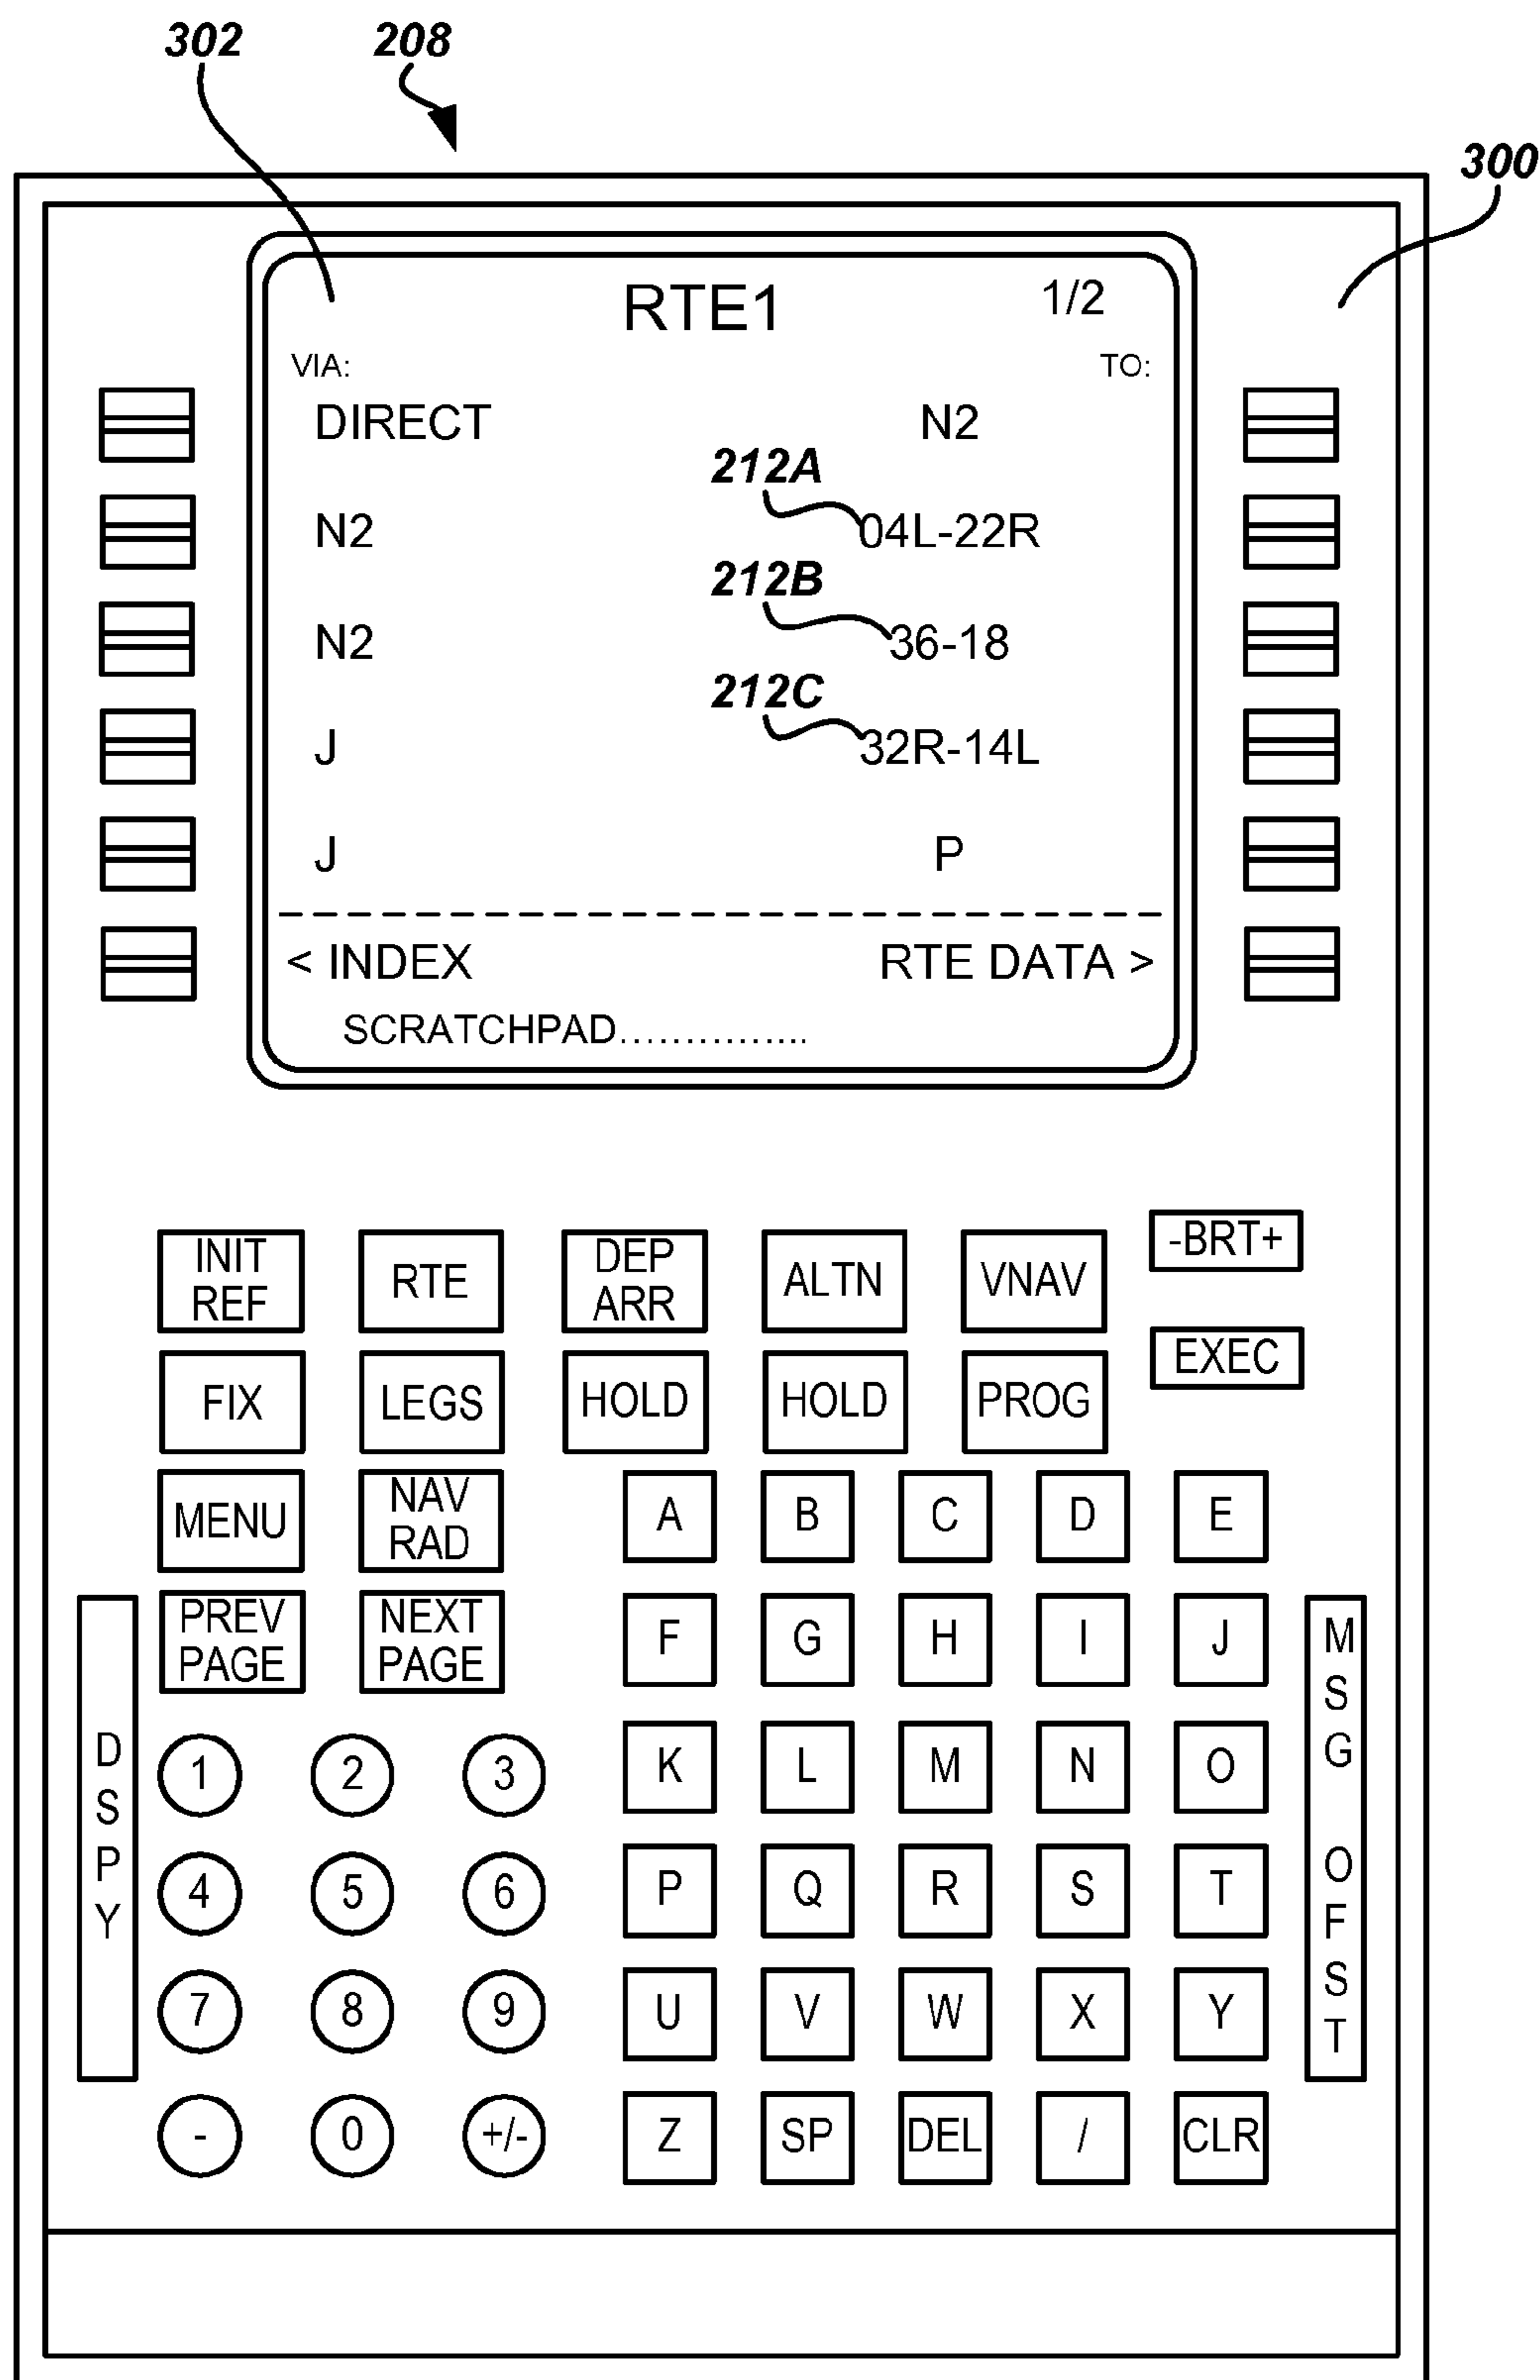 302 208
300
RTE1 1/2
VIA: TO:
DIRECT N2
212A
N2 04L-22R
212B
N2 36-18
212C
J 32R-14L
J P
< INDEX RTE DATA >
SCRATCHPAD...............
INIT REF RTE DEP ARR ALTN VNAV -BRT+
EXEC
FIX LEGS HOLD HOLD PROG
MENU NAV RAD A B C D E
PREV PAGE NEXT PAGE F G H I J
DSPY
MSG OFST
1 2 3 K L M N O
4 5 6 P Q R S T
7 8 9 U V W X Y
- 0 +/- Z SP DEL / CLR